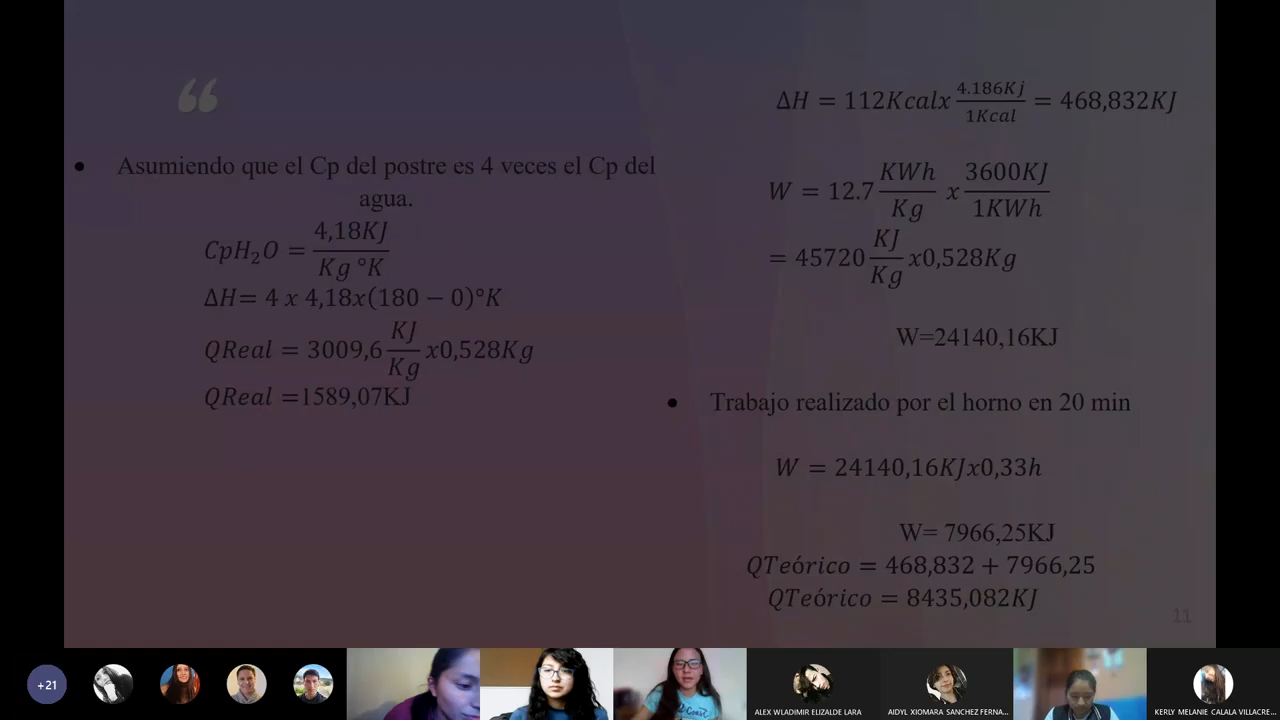 “
• Asumiendo que el Cp del postre es 4 veces el Cp del
agua.
CpH₂O = 4,18KJ / Kg °K
ΔH= 4 x 4,18x(180 − 0)°K
QReal = 3009,6 KJ/Kg x0,528Kg
QReal =1589,07KJ
ΔH = 112Kcalx 4.186Kj/1Kcal = 468,832KJ
W = 12.7 KWh/Kg x 3600KJ/1KWh
= 45720 KJ/Kg x0,528Kg
W=24140,16KJ
• Trabajo realizado por el horno en 20 min
W = 24140,16KJx0,33h
W= 7966,25KJ
QTeórico = 468,832 + 7966,25
QTeórico = 8435,082KJ
11
+21
ALEX WLADIMIR ELIZALDE LARA
AIDYL XIOMARA SANCHEZ FERNA...
KERLY MELANIE CALALA VILLACRE...